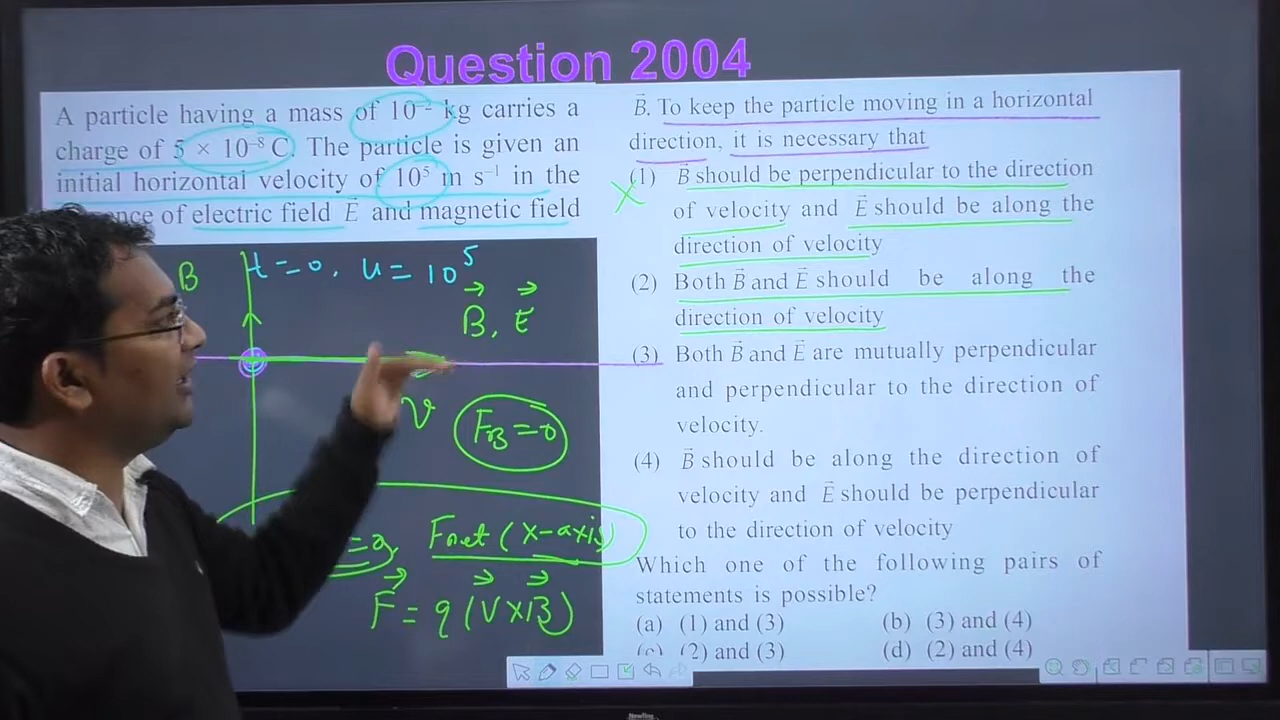 Question 2004
A particle having a mass of 10⁻² kg carries a
charge of 5 × 10⁻⁸ C. The particle is given an
initial horizontal velocity of 10⁵ m s⁻¹ in the
of electric field E⃗ and magnetic field
B⃗. To keep the particle moving in a horizontal
direction, it is necessary that
(1) B⃗ should be perpendicular to the direction
of velocity and E⃗ should be along the
direction of velocity
(2) Both B⃗ and E⃗ should be along the
direction of velocity
(3) Both B⃗ and E⃗ are mutually perpendicular
and perpendicular to the direction of
velocity.
(4) B⃗ should be along the direction of
velocity and E⃗ should be perpendicular
to the direction of velocity
Which one of the following pairs of
statements is possible?
(a) (1) and (3) (b) (3) and (4)
(c) (2) and (3) (d) (2) and (4)
B t=0, u = 10⁵
B⃗, E⃗
V
F_B = 0
Fnet (x-axis)
F⃗ = q (V⃗ × B⃗)